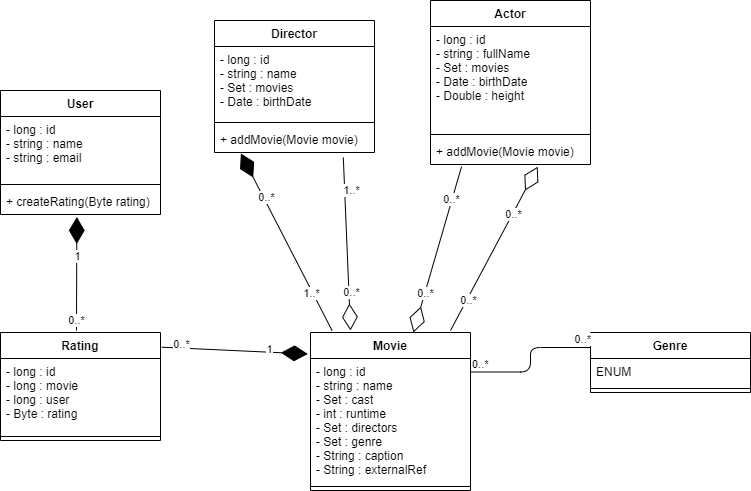 Director
- long : id
- string : name
- Set : movies
- Date : birthDate
+ addMovie(Movie movie)
Actor
- long : id
- string : fullName
- Set : movies
- Date : birthDate
- Double : height
+ addMovie(Movie movie)
User
- long : id
- string : name
- string : email
+ createRating(Byte rating)
1
0..*
0..*
1..*
1..*
0..*
0..*
0..*
0..*
0..*
Rating
- long : id
- long : movie
- long : user
- Byte : rating
0..*
1
Movie
- long : id
- string : name
- Set : cast
- int : runtime
- Set : directors
- Set : genre
- String : caption
- String : externalRef
0..*
0..*
Genre
ENUM